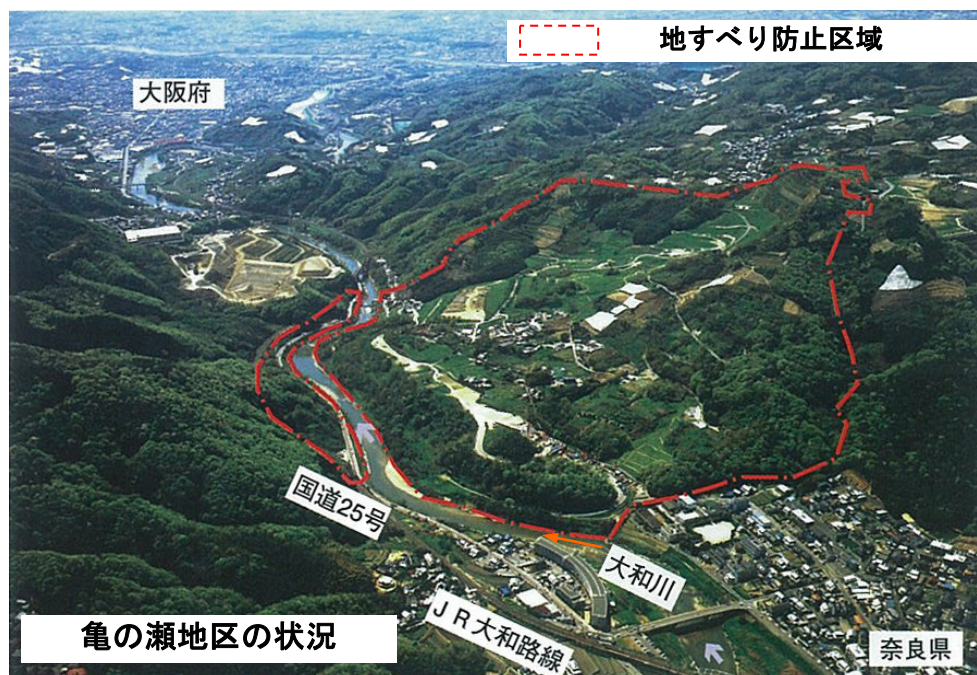 地すべり防止区域
大阪府
国道25号
大和川
JR大和路線
奈良県
亀の瀬地区の状況